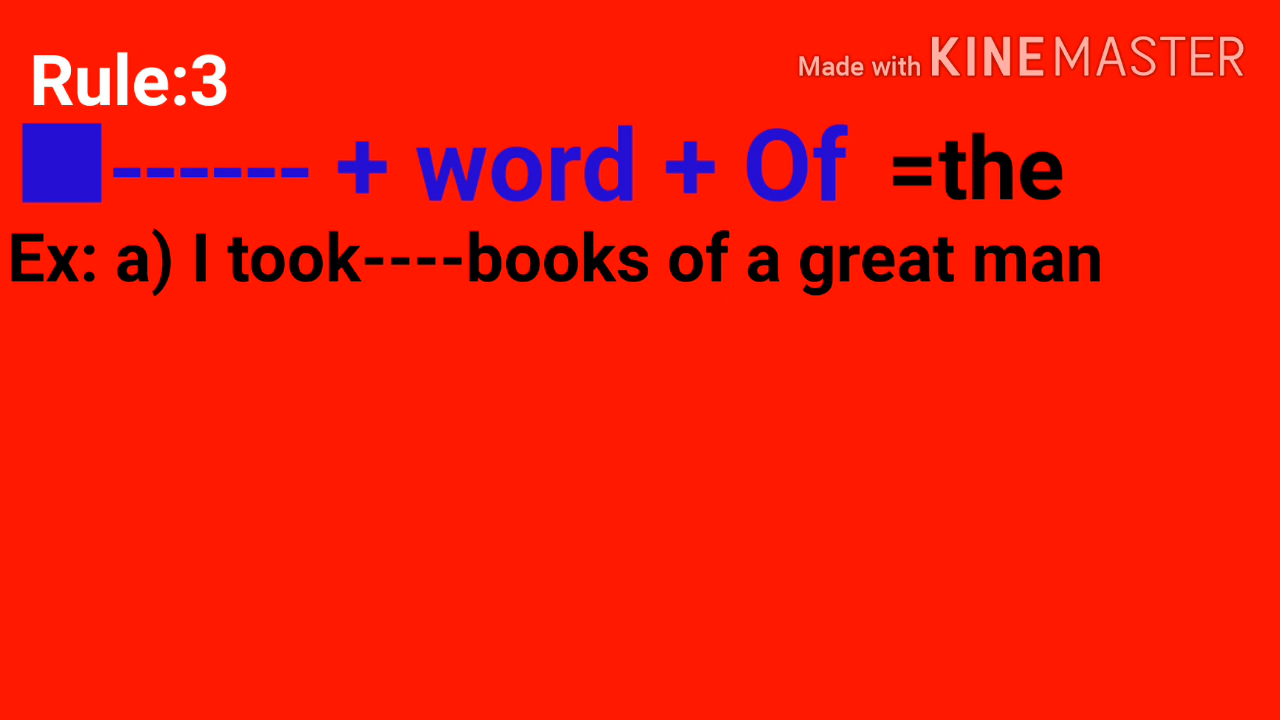 Made with KINEMASTER
Rule:3
------ + word + Of =the
Ex: a) I took----books of a great man